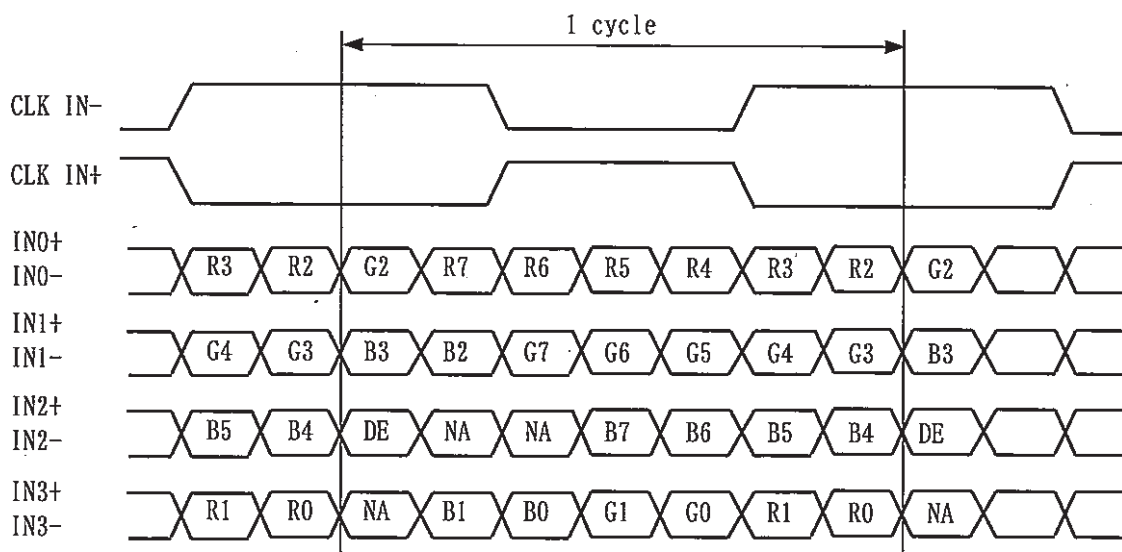 1 cycle
CLK IN-
CLK IN+
IN0+
IN0-
R3 R2 G2 R7 R6 R5 R4 R3 R2 G2
IN1+
IN1-
G4 G3 B3 B2 G7 G6 G5 G4 G3 B3
IN2+
IN2-
B5 B4 DE NA NA B7 B6 B5 B4 DE
IN3+
IN3-
R1 R0 NA B1 B0 G1 G0 R1 R0 NA